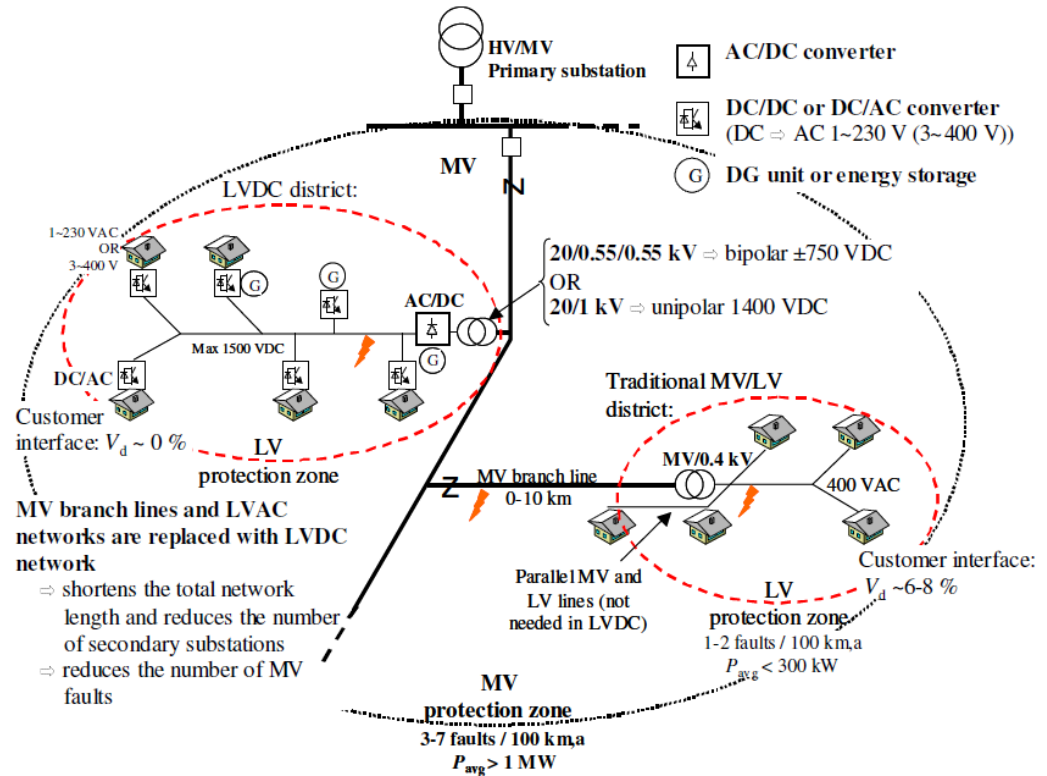 HV/MV
Primary substation
AC/DC converter
DC/DC or DC/AC converter
(DC ⇨ AC 1~230 V (3~400 V))
G
DG unit or energy storage
MV
Z
LVDC district:
1~230 VAC
OR
3~400 V
G
G
AC/DC
G
20/0.55/0.55 kV ⇨ bipolar ±750 VDC
OR
20/1 kV ⇨ unipolar 1400 VDC
Max 1500 VDC
DC/AC
Customer
interface: Vd ~ 0 %
LV
protection zone
Traditional MV/LV
district:
MV/0.4 kV
Z
MV branch line
0-10 km
400 VAC
Parallel MV and
LV lines (not
needed in LVDC)
Customer interface:
Vd ~6-8 %
LV
protection zone
1-2 faults / 100 km,a
Pavg < 300 kW
MV branch lines and LVAC
networks are replaced with LVDC
network
⇨ shortens the total network
length and reduces the number
of secondary substations
⇨ reduces the number of MV
faults
MV
protection zone
3-7 faults / 100 km,a
Pavg > 1 MW